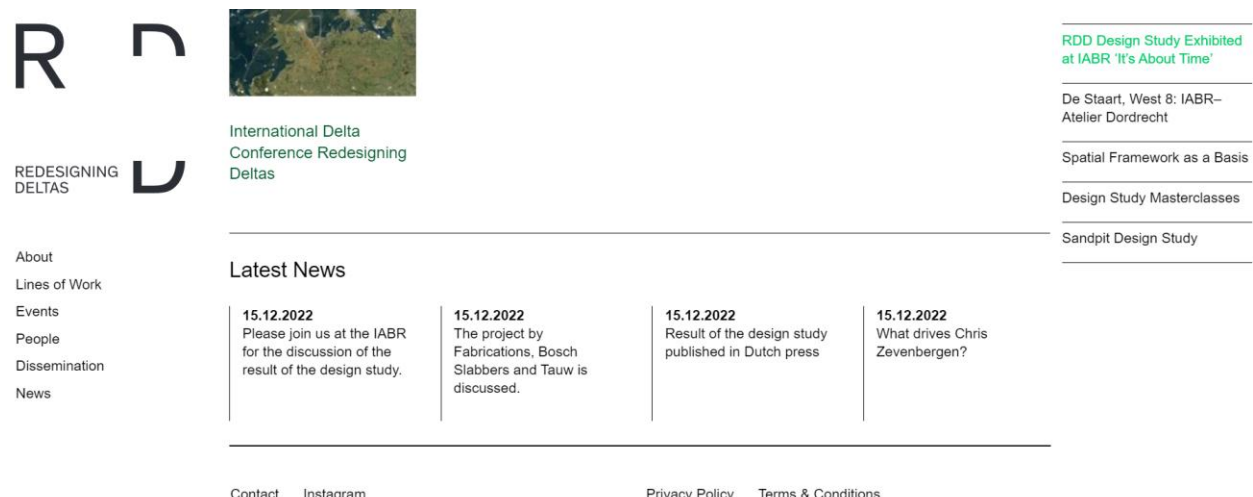 R D
REDESIGNING
DELTAS
D
About
Lines of Work
Events
People
Dissemination
News
International Delta
Conference Redesigning
Deltas
Latest News
15.12.2022
Please join us at the IABR
for the discussion of the
result of the design study.
15.12.2022
The project by
Fabrications, Bosch
Slabbers and Tauw is
discussed.
15.12.2022
Result of the design study
published in Dutch press
15.12.2022
What drives Chris
Zevenbergen?
Contact Instagram
Privacy Policy Terms & Conditions
RDD Design Study Exhibited
at IABR ‘It’s About Time’
De Staart, West 8: IABR–
Atelier Dordrecht
Spatial Framework as a Basis
Design Study Masterclasses
Sandpit Design Study